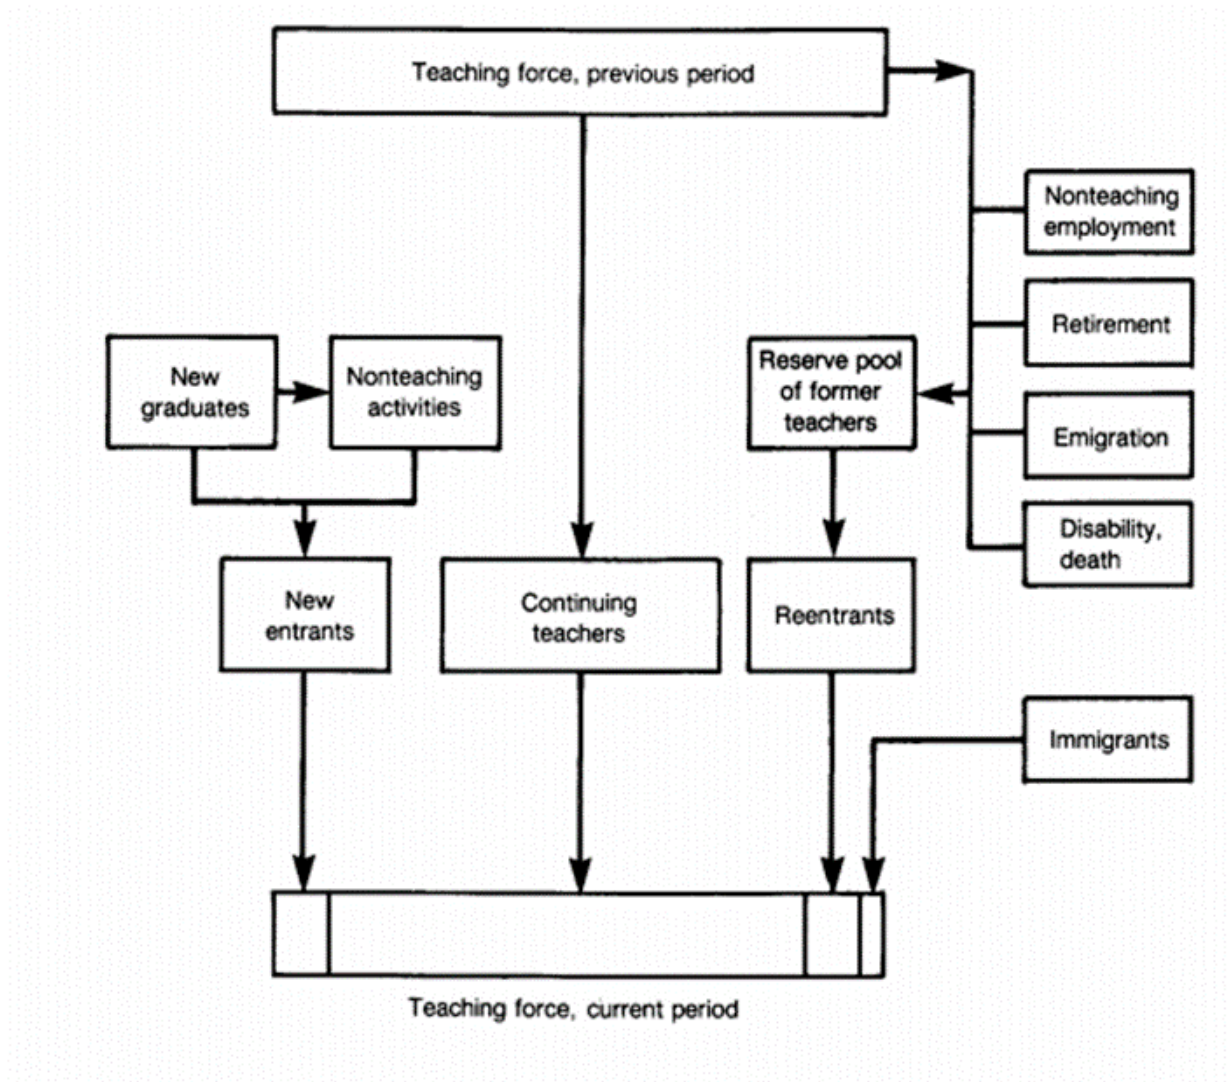 Teaching force, previous period
Nonteaching
employment
Retirement
Emigration
Disability,
death
New
graduates
Nonteaching
activities
Reserve pool
of former
teachers
New
entrants
Continuing
teachers
Reentrants
Immigrants
Teaching force, current period